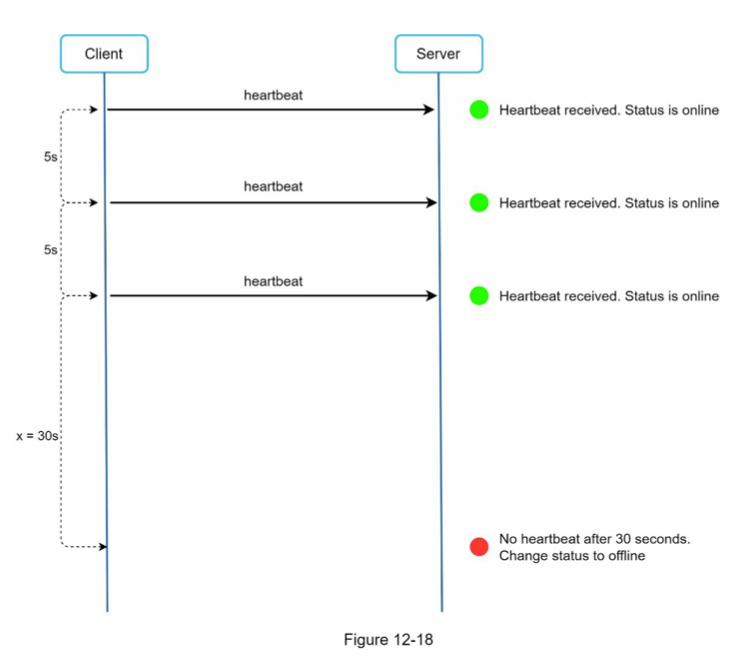 Client
Server
heartbeat
Heartbeat received. Status is online
5s
heartbeat
Heartbeat received. Status is online
5s
heartbeat
Heartbeat received. Status is online
x = 30s
No heartbeat after 30 seconds.
Change status to offline
Figure 12-18